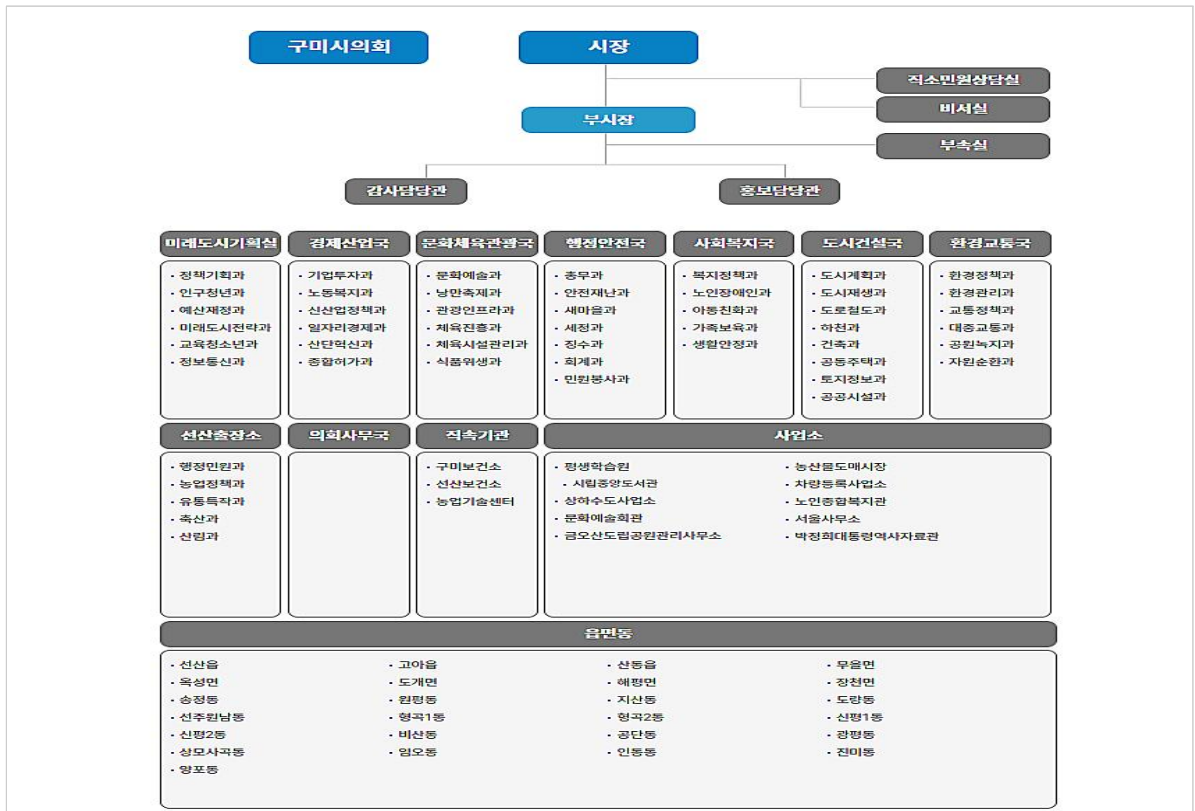 구미시의회
시장
직소민원상담실
비서실
부시장
부속실
감사담당관
홍보담당관
미래도시기획실
경제산업국
문화체육관광국
행정안전국
사회복지국
도시건설국
환경교통국
· 정책기획과
· 인구청년과
· 예산재정과
· 미래도시전략과
· 교육청소년과
· 정보통신과
· 기업투자과
· 노동복지과
· 신산업정책과
· 일자리경제과
· 산단혁신과
· 종합허가과
· 문화예술과
· 낭만축제과
· 관광인프라과
· 체육진흥과
· 체육시설관리과
· 식품위생과
· 총무과
· 안전재난과
· 새마을과
· 세정과
· 징수과
· 회계과
· 민원봉사과
· 복지정책과
· 노인장애인과
· 아동친화과
· 가족보육과
· 생활안정과
· 도시계획과
· 도시재생과
· 도로철도과
· 하천과
· 건축과
· 공동주택과
· 토지정보과
· 공공시설과
· 환경정책과
· 환경관리과
· 교통정책과
· 대중교통과
· 공원녹지과
· 자원순환과
선산출장소
의회사무국
직속기관
사업소
· 행정민원과
· 농업정책과
· 유통특작과
· 축산과
· 산림과
· 구미보건소
· 선산보건소
· 농업기술센터
· 평생학습원
· 시립중앙도서관
· 상하수도사업소
· 문화예술회관
· 금오산도립공원관리사무소
· 농산물도매시장
· 차량등록사업소
· 노인종합복지관
· 서울사무소
· 박정희대통령역사자료관
읍면동
· 선산읍
· 고아읍
· 산동읍
· 무을면
· 옥성면
· 도개면
· 해평면
· 장천면
· 송정동
· 원평동
· 지산동
· 도량동
· 선주원남동
· 형곡1동
· 형곡2동
· 신평1동
· 신평2동
· 비산동
· 공단동
· 광평동
· 상모사곡동
· 임오동
· 인동동
· 진미동
· 양포동